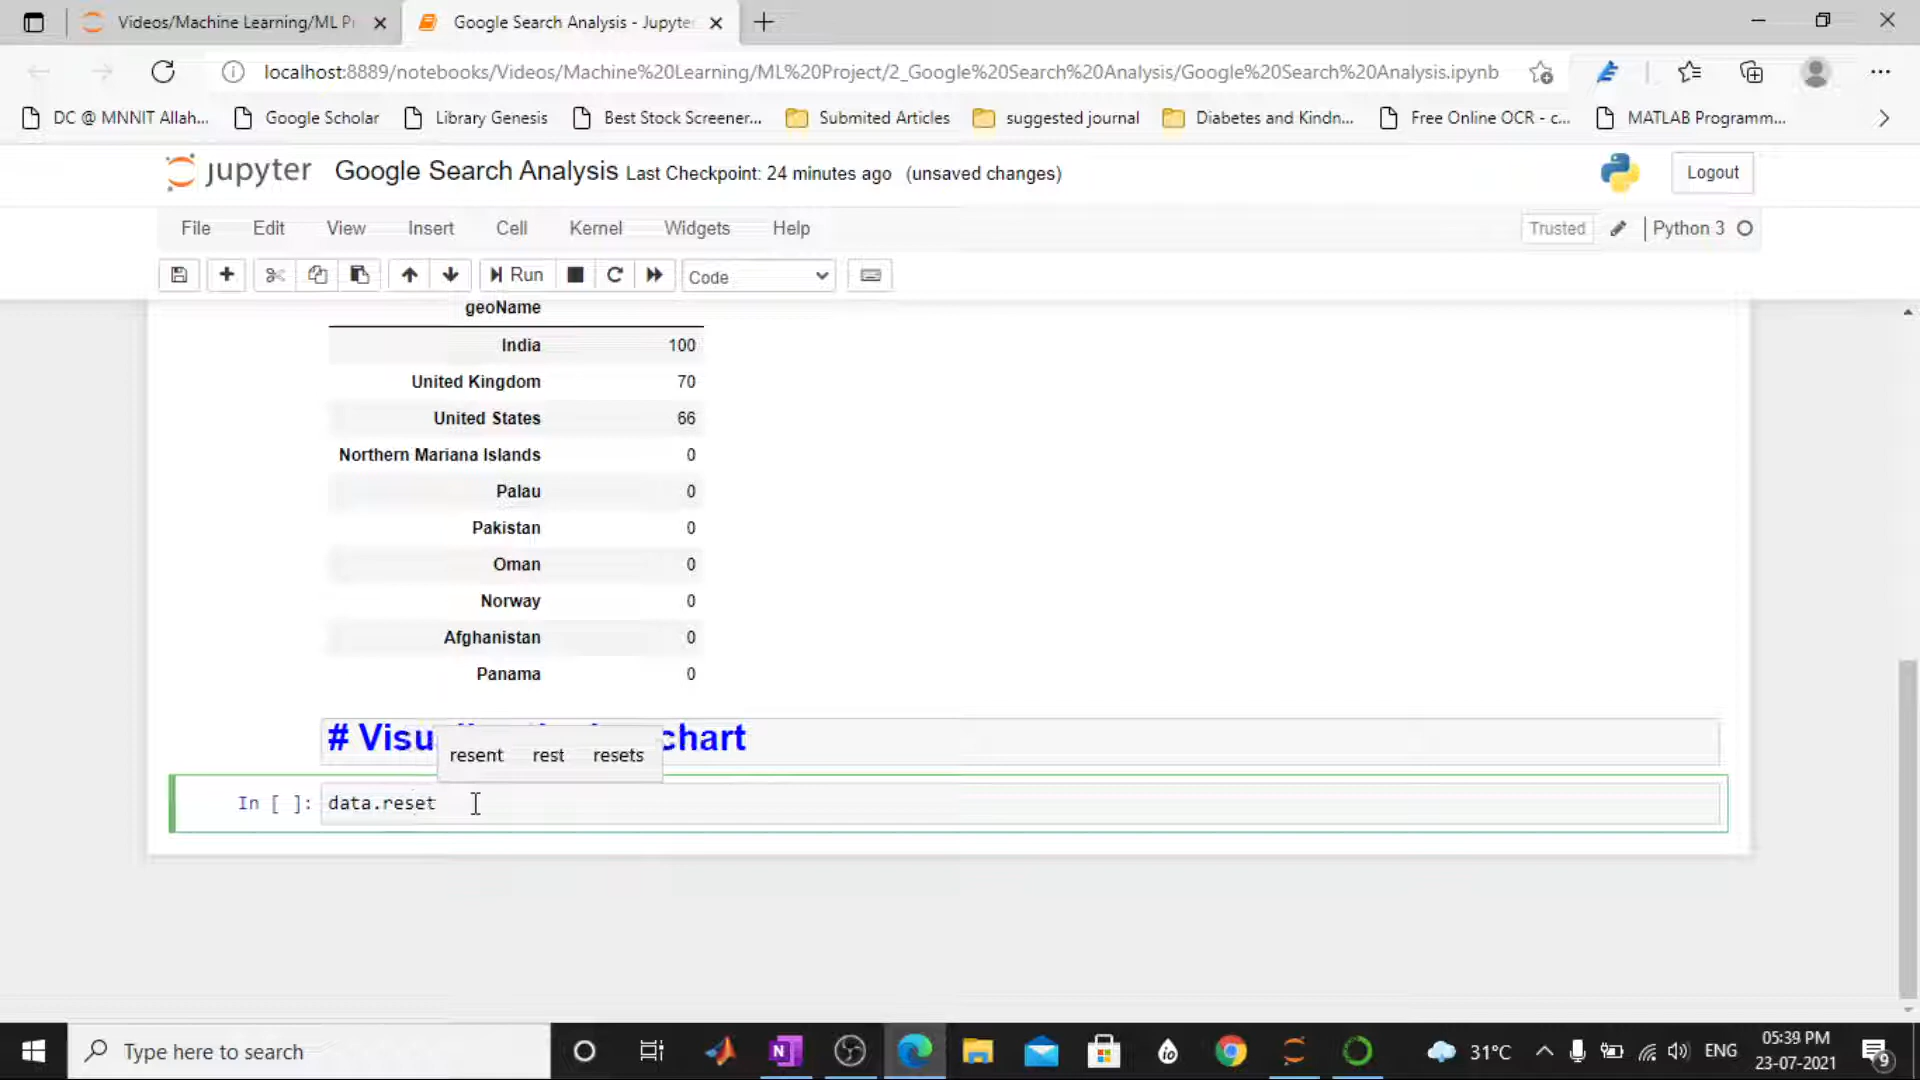 Videos/Machine Learning/ML Pr
Google Search Analysis - Jupyte
localhost:8889/notebooks/Videos/Machine%20Learning/ML%20Project/2_Google%20Search%20Analysis/Google%20Search%20Analysis.ipynb
DC @ MNNIT Allah... Google Scholar Library Genesis Best Stock Screener... Submited Articles suggested journal Diabetes and Kindn... Free Online OCR - c... MATLAB Programm...
jupyter Google Search Analysis Last Checkpoint: 24 minutes ago (unsaved changes) Logout
File Edit View Insert Cell Kernel Widgets Help Trusted Python 3
Run Code
geoName
India 100
United Kingdom 70
United States 66
Northern Mariana Islands 0
Palau 0
Pakistan 0
Oman 0
Norway 0
Afghanistan 0
Panama 0
# Visu chart
resent rest resets
In [ ]: data.reset
Type here to search
31°C ENG
05:39 PM
23-07-2021
9